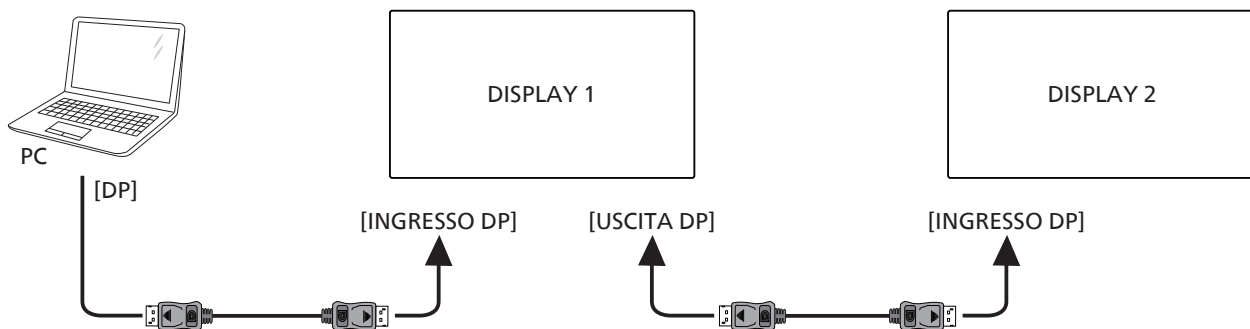 DISPLAY 1
DISPLAY 2
PC
[DP]
[INGRESSO DP]
[USCITA DP]
[INGRESSO DP]